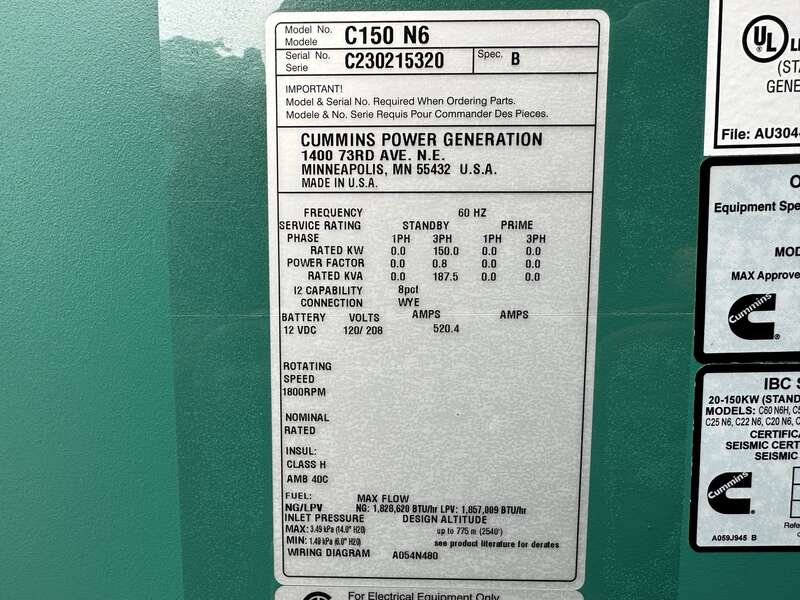 Model No. C150 N6
Modele
Serial No. C230215320 Spec. B
Serie
IMPORTANT!
Model & Serial No. Required When Ordering Parts.
Modele & No. Serie Requis Pour Commander Des Pieces.
CUMMINS POWER GENERATION
1400 73RD AVE. N.E.
MINNEAPOLIS, MN 55432 U.S.A.
MADE IN U.S.A.
FREQUENCY 60 HZ
SERVICE RATING STANDBY PRIME
PHASE 1PH 3PH 1PH 3PH
RATED KW 0.0 150.0 0.0 0.0
POWER FACTOR 0.0 0.8 0.0 0.0
RATED KVA 0.0 187.5 0.0 0.0
I2 CAPABILITY 8pct
CONNECTION WYE
BATTERY VOLTS AMPS AMPS
12 VDC 120/ 208 520.4
ROTATING
SPEED
1800RPM
NOMINAL
RATED
INSUL:
CLASS H
AMB 40C
FUEL: MAX FLOW
NG/LPV NG: 1,828,620 BTU/hr LPV: 1,857,009 BTU/hr
INLET PRESSURE DESIGN ALTITUDE
MAX: 3.49 kPa (14.0" H20) up to 775 m (2540')
MIN: 1.49 kPa (6.0" H20) see product literature for derates
WIRING DIAGRAM A054N480
For Electrical Equipment Only
UL
(STA
GENE
File: AU304
Equipment Spe
MOD
MAX Approve
Cummins
IBC S
20-150KW (STAND
MODELS: C60 N6H, C
C25 N6, C22 N6, C20 N6, C
CERTIFICA
SEISMIC CERT
SEISMIC
Cummins
Refe
A059J945 B